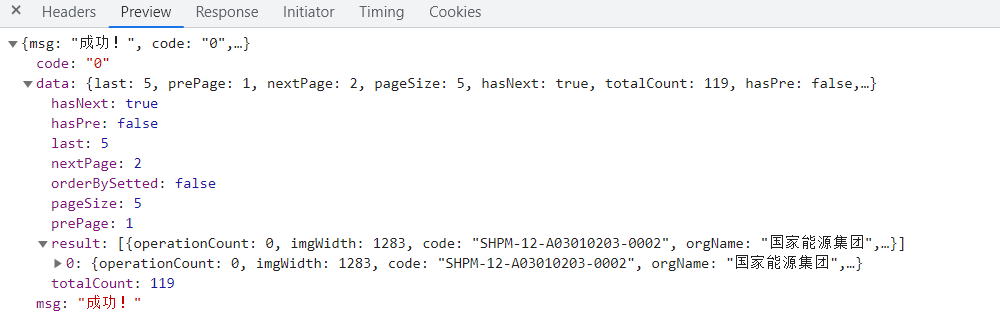 × Headers Preview Response Initiator Timing Cookies
▼{msg: "成功！", code: "0",…}
code: "0"
▼data: {last: 5, prePage: 1, nextPage: 2, pageSize: 5, hasNext: true, totalCount: 119, hasPre: false,…}
hasNext: true
hasPre: false
last: 5
nextPage: 2
orderBySetted: false
pageSize: 5
prePage: 1
▼result: [{operationCount: 0, imgWidth: 1283, code: "SHPM-12-A03010203-0002", orgName: "国家能源集团",…}]
▶0: {operationCount: 0, imgWidth: 1283, code: "SHPM-12-A03010203-0002", orgName: "国家能源集团",…}
totalCount: 119
msg: "成功！"